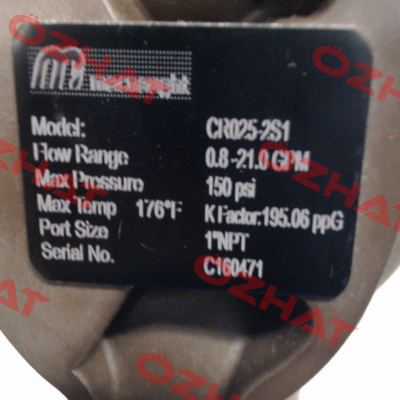 Model: CR025-2S1
Flow Range 0.8-21.0 GPM
Max Pressure 150 psi
Max Temp 176°F K Factor:195.06 ppG
Port Size 1"NPT
Serial No. C160471
OZHAT
OZHAT
OZHAT
OZHAT
OZHAT